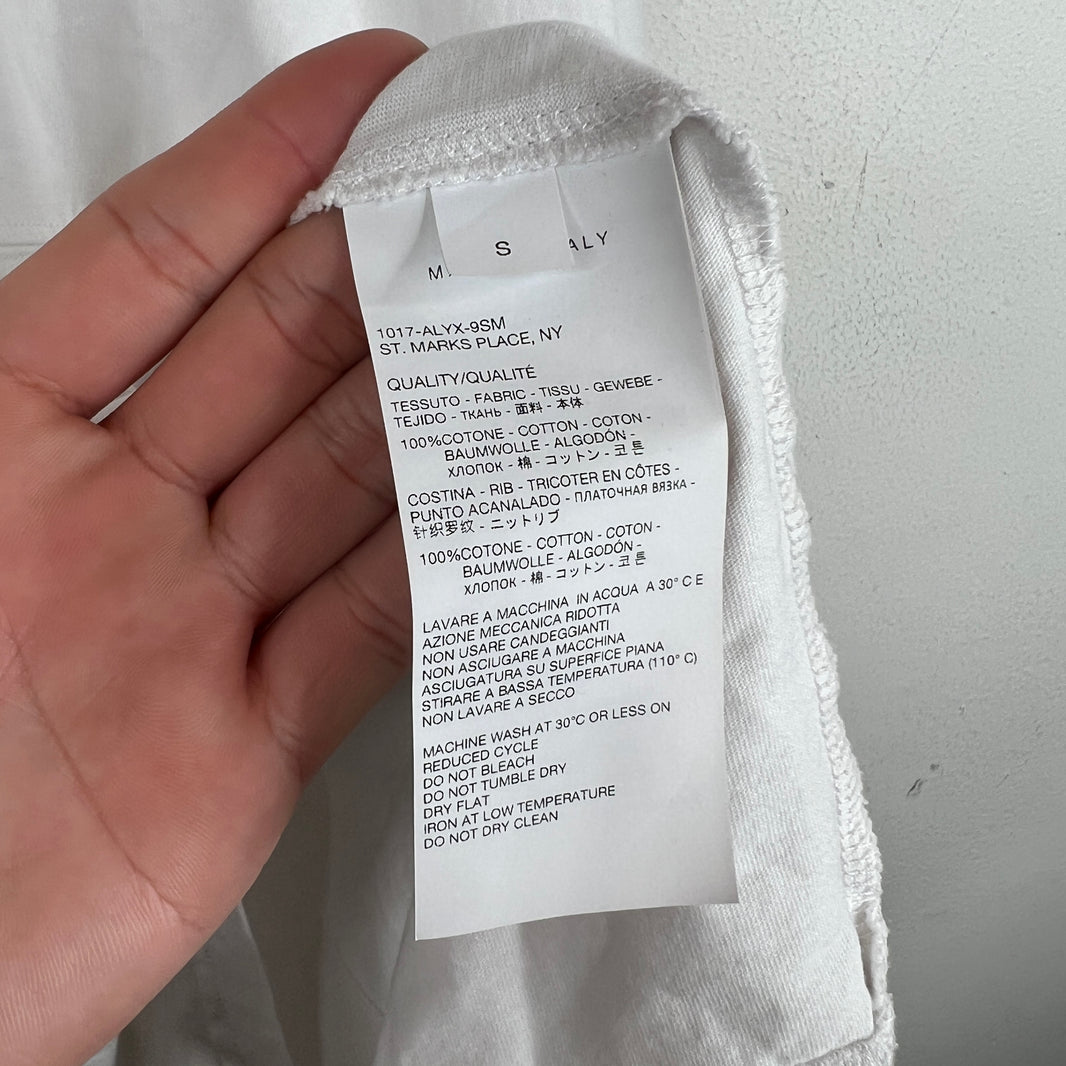 S
M
ALY
1017-ALYX-9SM
ST. MARKS PLACE, NY
QUALITY/QUALITÉ
TESSUTO - FABRIC - TISSU - GEWEBE -
TEJIDO - ТКАНЬ - 面料 - 本体
100%COTONE - COTTON - COTON -
BAUMWOLLE - ALGODÓN -
ХЛОПОК - 棉 - コットン - 코튼
COSTINA - RIB - TRICOTER EN CÔTES -
PUNTO ACANALADO - ПЛАТОЧНАЯ ВЯЗКА -
针织罗纹 - ニットリブ
100%COTONE - COTTON - COTON -
BAUMWOLLE - ALGODÓN -
ХЛОПОК - 棉 - コットン - 코튼
LAVARE A MACCHINA IN ACQUA A 30° C E
AZIONE MECCANICA RIDOTTA
NON USARE CANDEGGIANTI
NON ASCIUGARE A MACCHINA
ASCIUGATURA SU SUPERFICE PIANA
STIRARE A BASSA TEMPERATURA (110° C)
NON LAVARE A SECCO
MACHINE WASH AT 30°C OR LESS ON
REDUCED CYCLE
DO NOT BLEACH
DO NOT TUMBLE DRY
DRY FLAT
IRON AT LOW TEMPERATURE
DO NOT DRY CLEAN